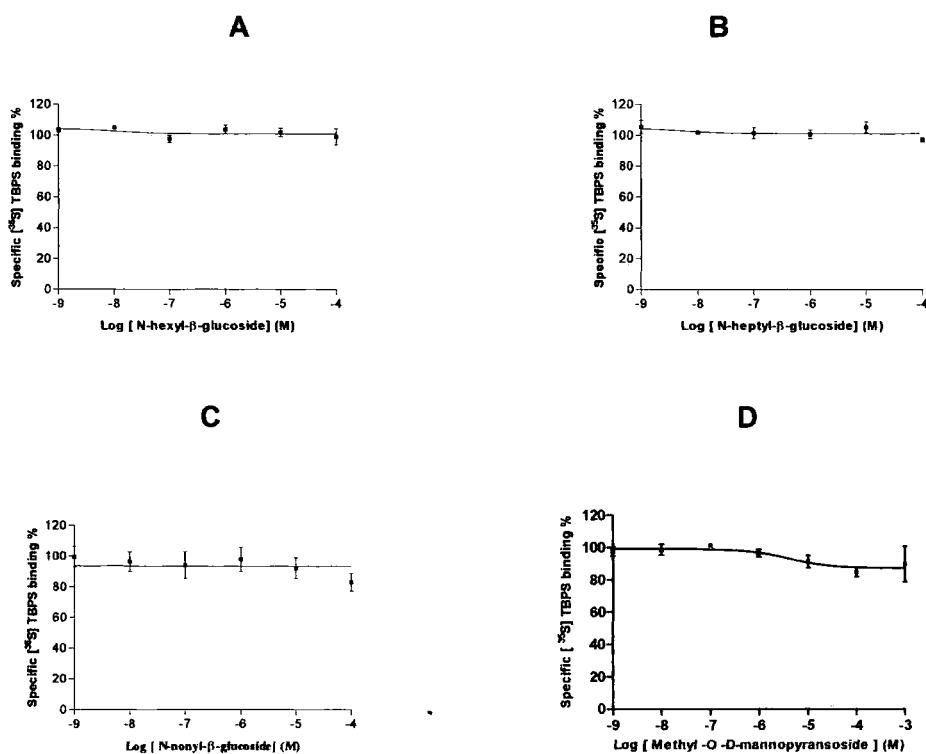 A
B
120
100
80
60
40
20
0
Specific [³⁵S] TBPS binding %
-9 -8 -7 -6 -5 -4
Log [ N-hexyl-β-glucoside] (M)
120
100
80
60
40
20
0
Specific [³⁵S] TBPS binding %
-9 -8 -7 -6 -5 -4
Log [ N-heptyl-β-glucoside] (M)
C
D
120
100
80
60
40
20
0
Specific [³⁵S] TBPS binding %
-9 -8 -7 -6 -5 -4
Log [ N-nonyl-β-glucoside] (M)
120
100
80
60
40
20
0
Specific [ ³⁵S] TBPS binding %
-9 -8 -7 -6 -5 -4 -3
Log [ Methyl -O -D-mannopyransoside ] (M)